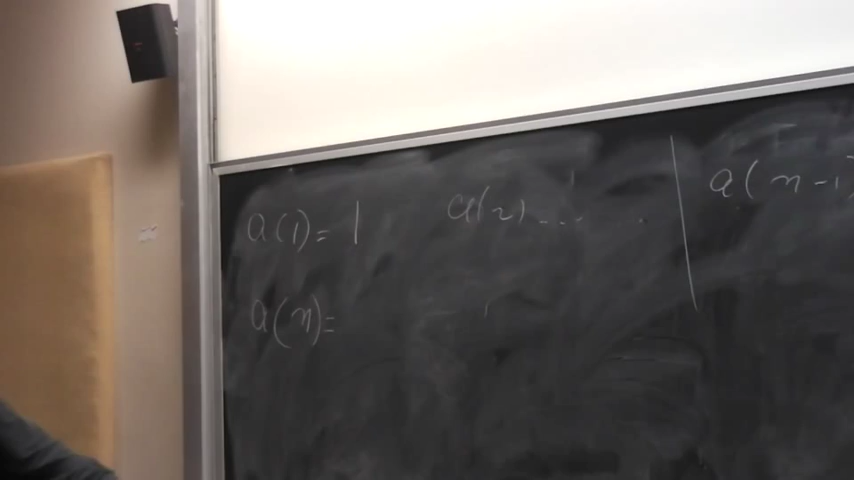 a(1) = 1 a(2) ... | a(n-1)
a(n) =